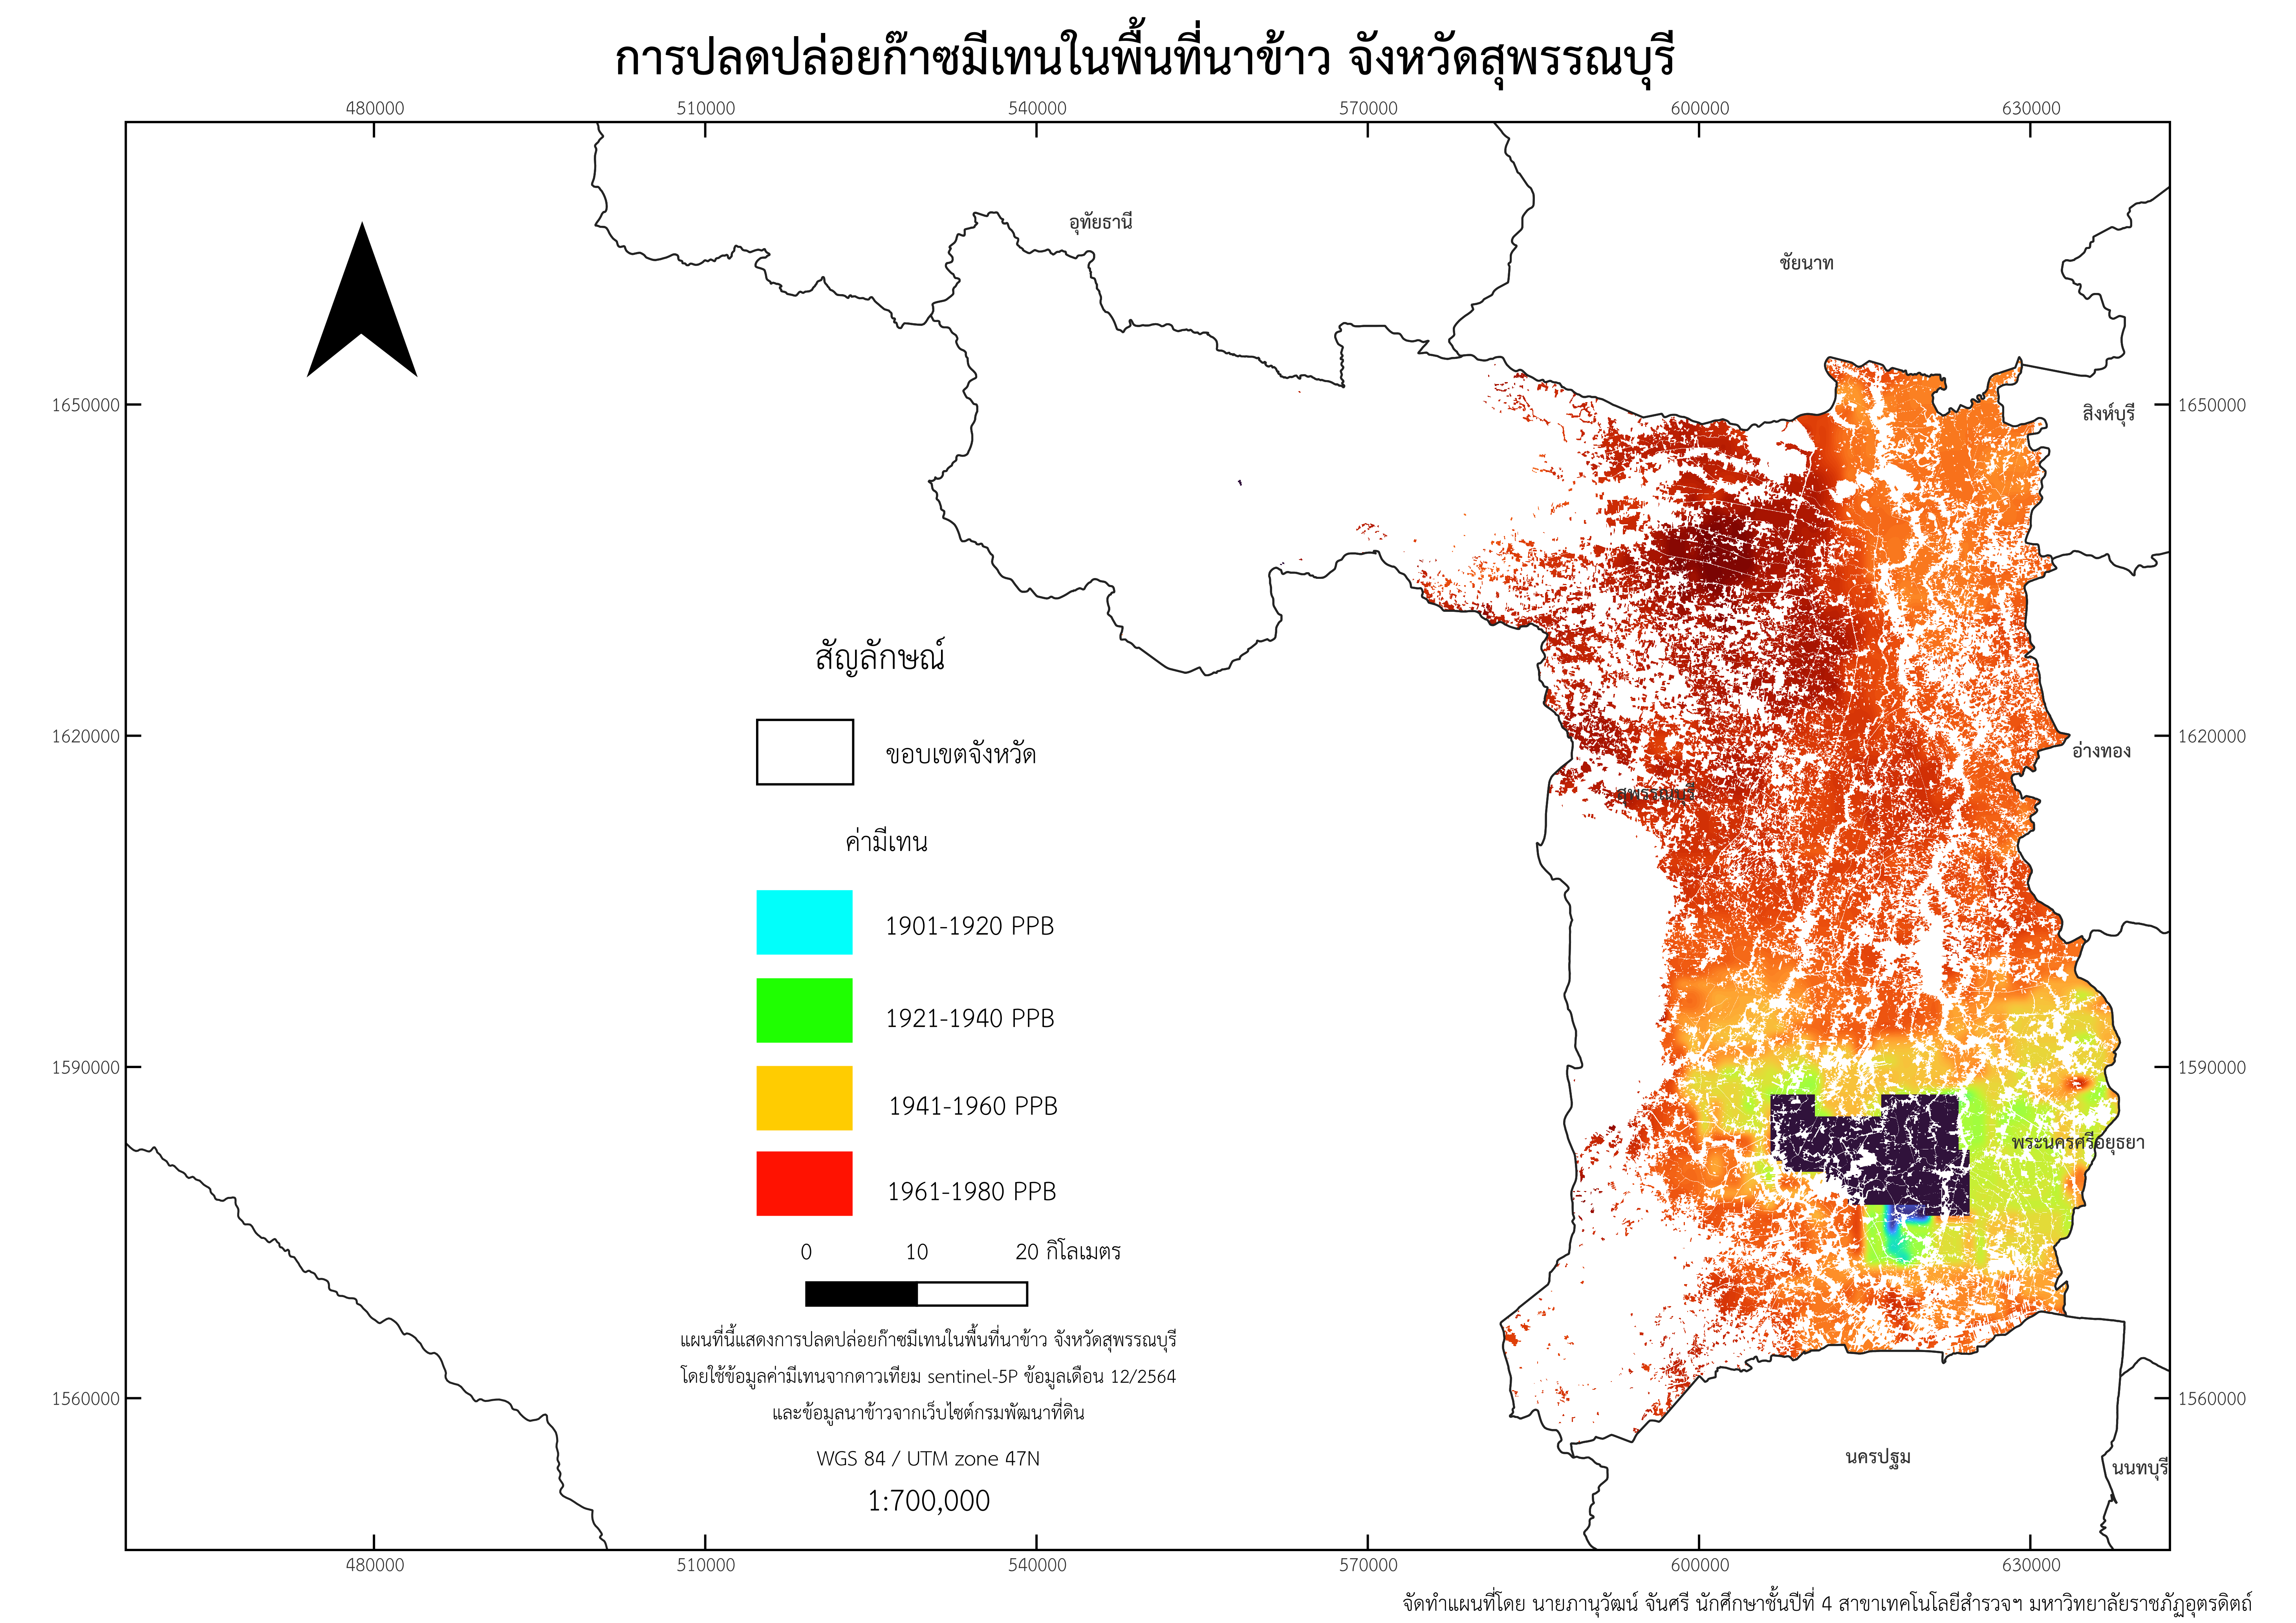 การปลดปล่อยก๊าซมีเทนในพื้นที่นาข้าว จังหวัดสุพรรณบุรี
480000 510000 540000 570000 600000 630000
อุทัยธานี
ชัยนาท
1650000 1650000
สิงห์บุรี
สัญลักษณ์
1620000 1620000
ขอบเขตจังหวัด
อ่างทอง
สุพรรณบุรี
ค่ามีเทน
1901-1920 PPB
1921-1940 PPB
1590000 1590000
1941-1960 PPB
พระนครศรีอยุธยา
1961-1980 PPB
0 10 20 กิโลเมตร
แผนที่นี้แสดงการปลดปล่อยก๊าซมีเทนในพื้นที่นาข้าว จังหวัดสุพรรณบุรี
โดยใช้ข้อมูลค่ามีเทนจากดาวเทียม sentinel-5P ข้อมูลเดือน 12/2564
1560000 1560000
และข้อมูลนาข้าวจากเว็บไซต์กรมพัฒนาที่ดิน
WGS 84 / UTM zone 47N
นครปฐม
นนทบุรี
1:700,000
480000 510000 540000 570000 600000 630000
จัดทำแผนที่โดย นายภานุวัฒน์ จันศรี นักศึกษาชั้นปีที่ 4 สาขาเทคโนโลยีสำรวจฯ มหาวิทยาลัยราชภัฏอุตรดิตถ์